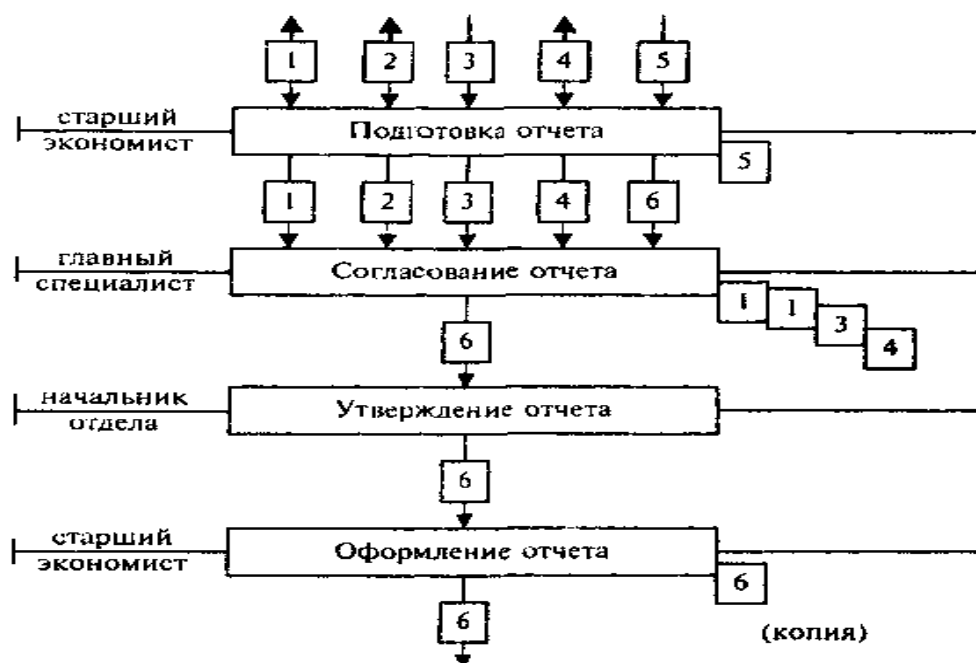 1 2 3 4 5
старший
экономист
Подготовка отчета
5
1 2 3 4 6
главный
специалист
Согласование отчета
1 1 3 4
6
начальник
отдела
Утверждение отчета
6
старший
экономист
Оформление отчета
6
6
(копия)